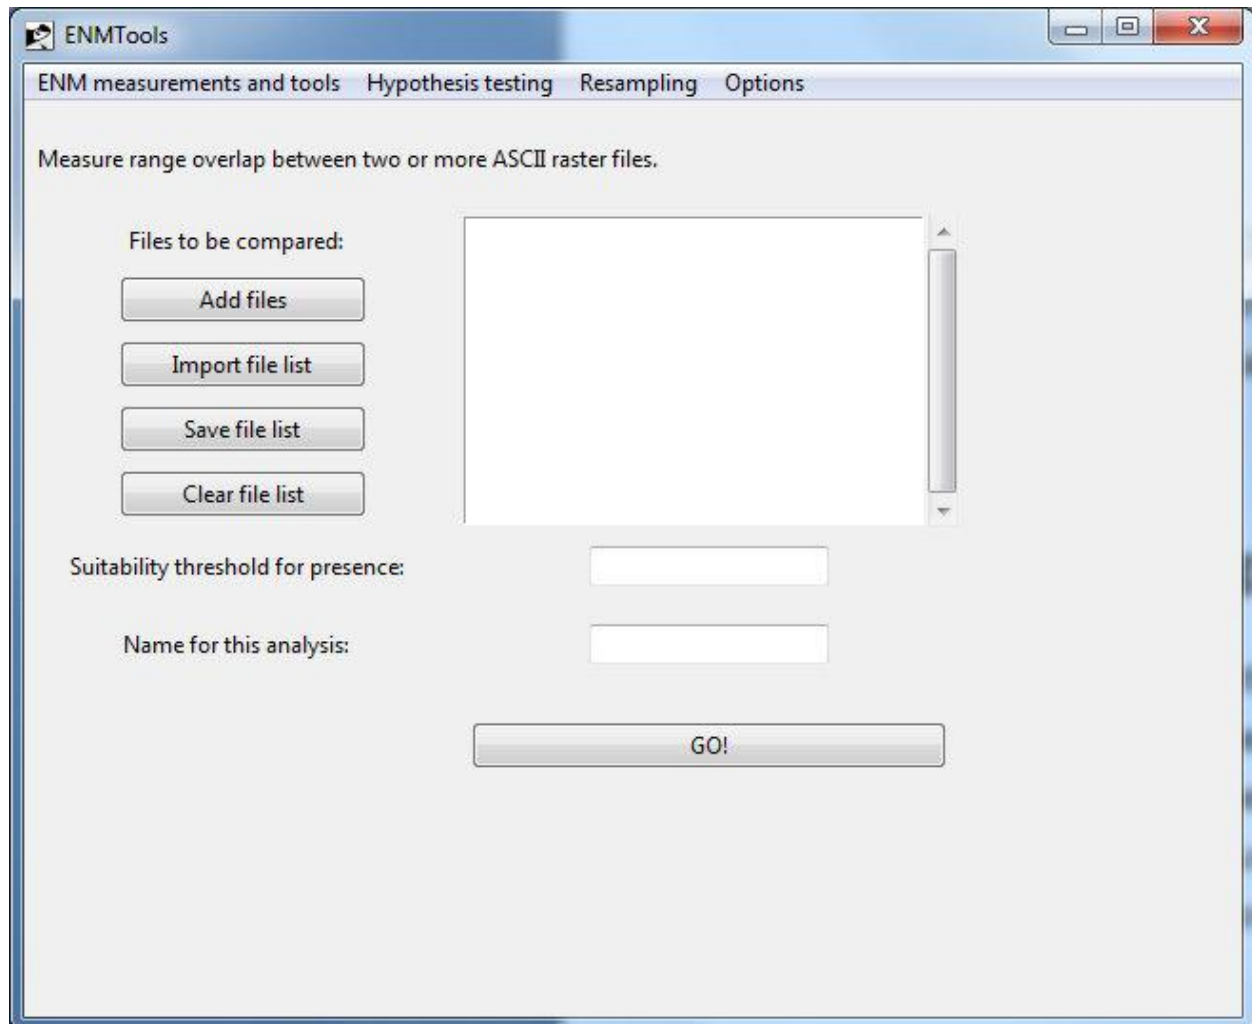 ENMTools
ENM measurements and tools Hypothesis testing Resampling Options
Measure range overlap between two or more ASCII raster files.
Files to be compared:
Add files
Import file list
Save file list
Clear file list
Suitability threshold for presence:
Name for this analysis:
GO!